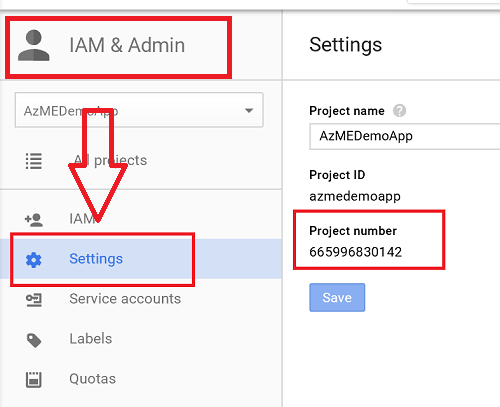 IAM & Admin
AzMEDemoApp
All projects
IAM
Settings
Service accounts
Labels
Quotas
Settings
Project name ?
AzMEDemoApp
Project ID
azmedemoapp
Project number
665996830142
Save